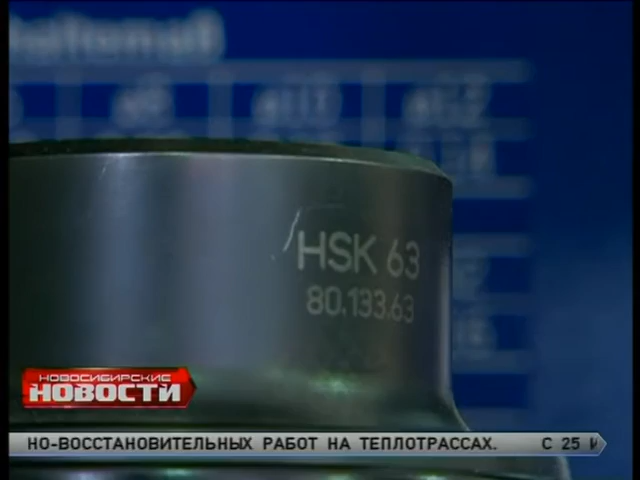 HSK 63
80.133.63
НОВОСИБИРСКИЕ
НОВОСТИ
НО-ВОССТАНОВИТЕЛЬНЫХ РАБОТ НА ТЕПЛОТРАССАХ. С 25 И